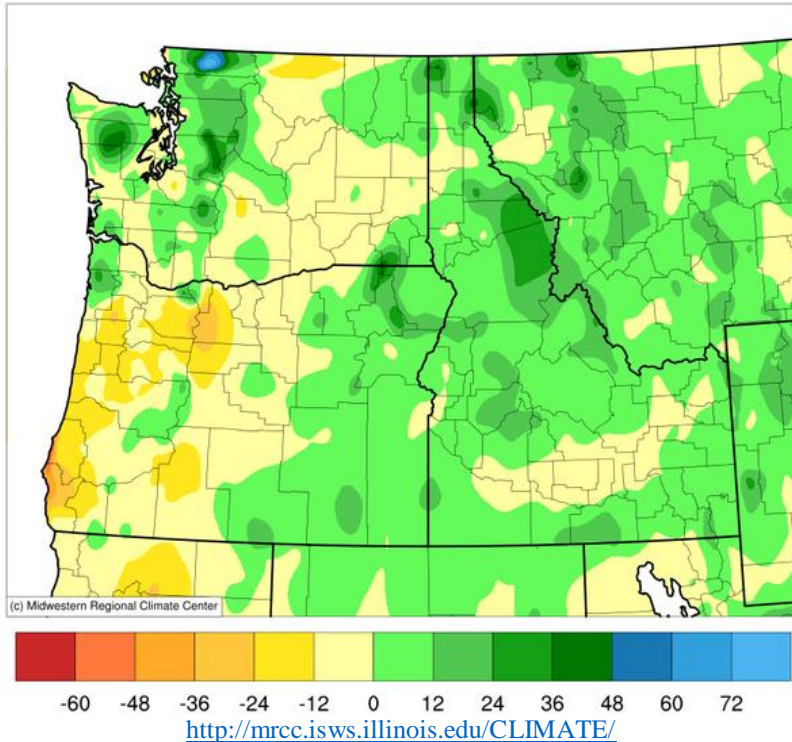 (c) Midwestern Regional Climate Center
-60 -48 -36 -24 -12 0 12 24 36 48 60 72
http://mrcc.isws.illinois.edu/CLIMATE/